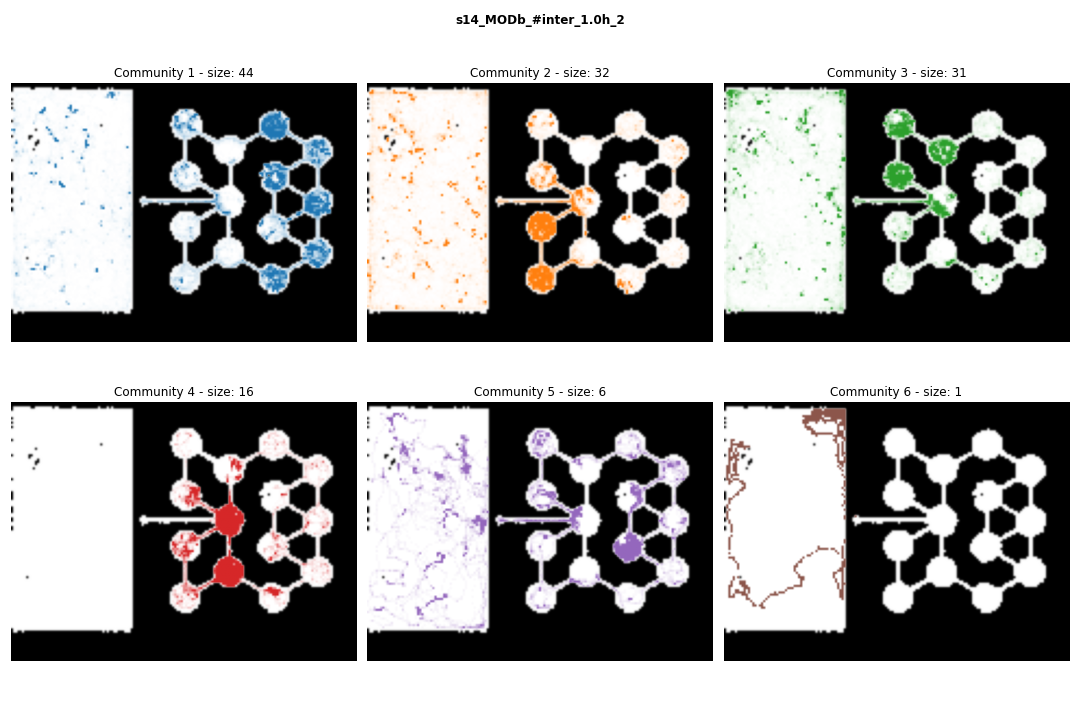 s14_MODb_#inter_1.0h_2
Community 1 - size: 44
Community 2 - size: 32
Community 3 - size: 31
Community 4 - size: 16
Community 5 - size: 6
Community 6 - size: 1